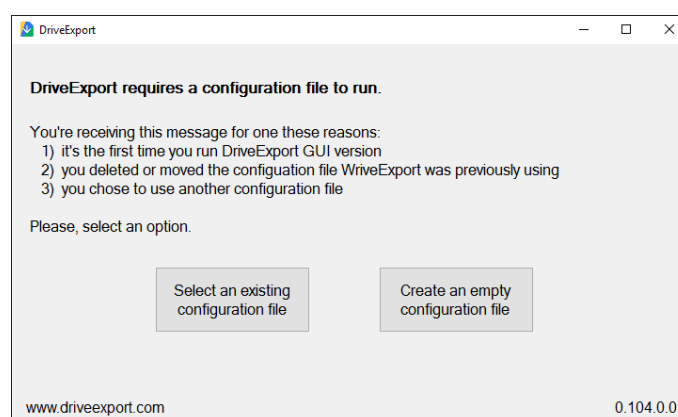 DriveExport
DriveExport requires a configuration file to run.
You're receiving this message for one these reasons:
1) it's the first time you run DriveExport GUI version
2) you deleted or moved the configuation file WriveExport was previously using
3) you chose to use another configuration file
Please, select an option.
Select an existing
configuration file
Create an empty
configuration file
www.driveexport.com
0.104.0.0